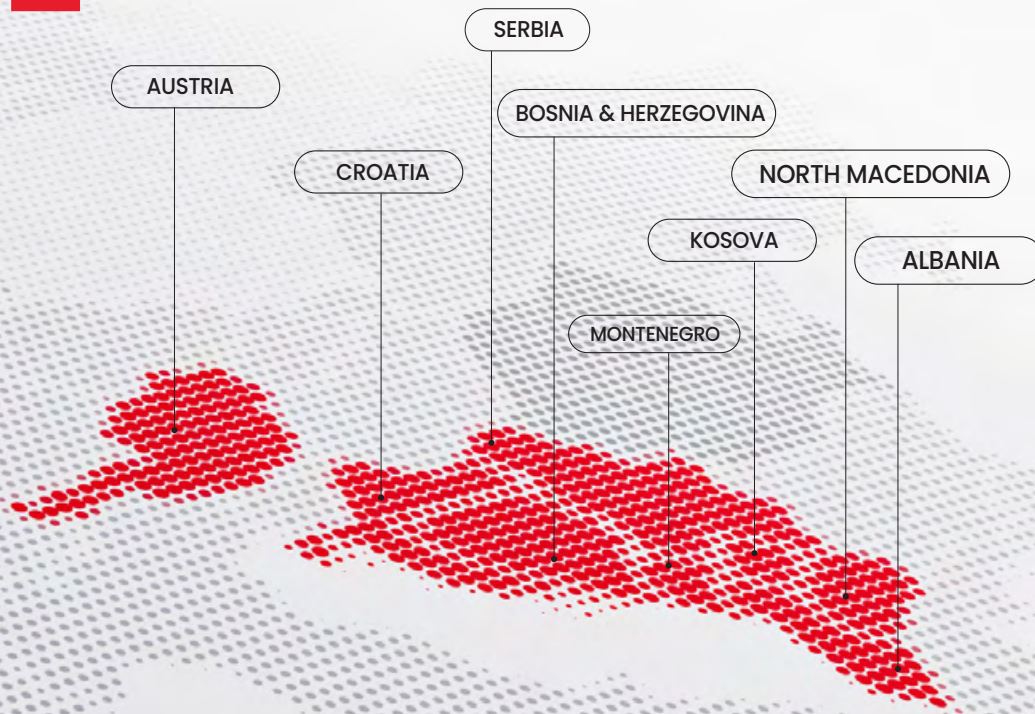 SERBIA
AUSTRIA
BOSNIA & HERZEGOVINA
CROATIA
NORTH MACEDONIA
KOSOVA
ALBANIA
MONTENEGRO